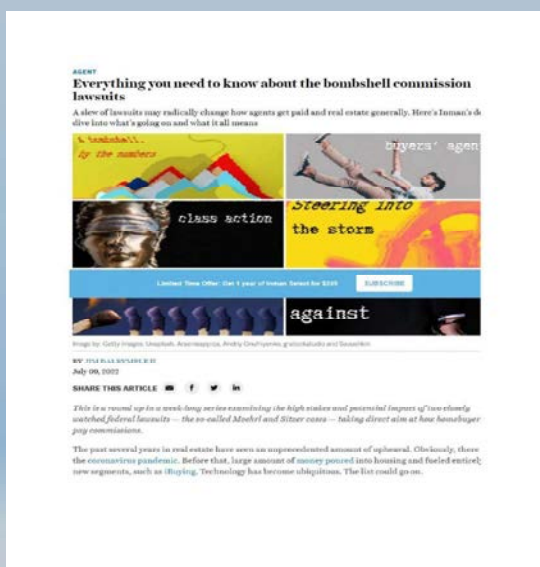 AGENT
Everything you need to know about the bombshell commission
lawsuits
A slew of lawsuits may radically change how agents get paid and real estate generally. Here's Inman's de
dive into what's going on and what it all means
A bombshell,
by the numbers
buyers' agen
class action
Steering into
the storm
Limited Time Offer: Get 1 year of Inman Select for $199
SUBSCRIBE
against
Image by: Getty Images, Unsplash, Andriy Onufriyenko, and
BY
July 09, 2022
SHARE THIS ARTICLE
This is a round up in a week-long series examining the high stakes and potential impact of two closely
watched federal lawsuits — the so-called Moehrl and Sitzer cases — taking direct aim at how homebuyer
pay commissions.
The past several years in real estate have seen an unprecedented amount of upheaval. Obviously, there
the coronavirus pandemic. Before that, large amount of money poured into housing and fueled entirely
new segments, such as iBuying. Technology has become ubiquitous. The list could go on.